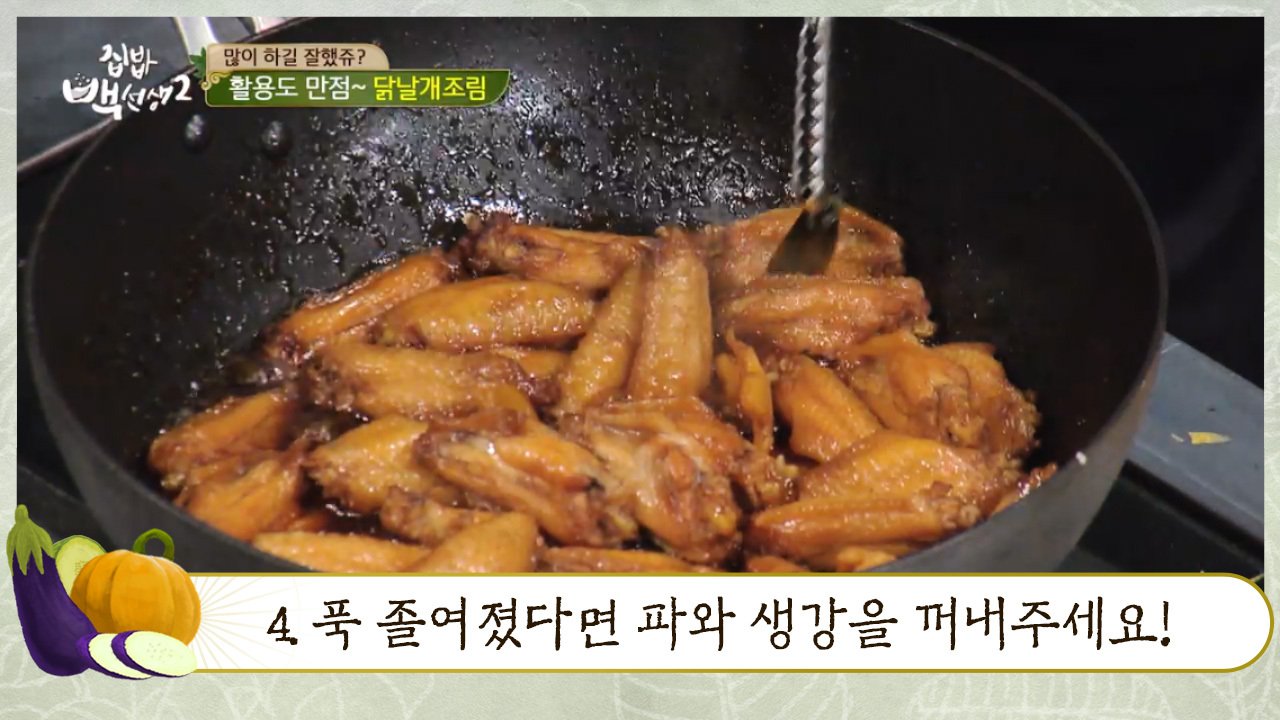 집밥
백선생2
많이 하길 잘했쥬?
활용도 만점~ 닭날개조림
4. 푹 졸여졌다면 파와 생강을 꺼내주세요!